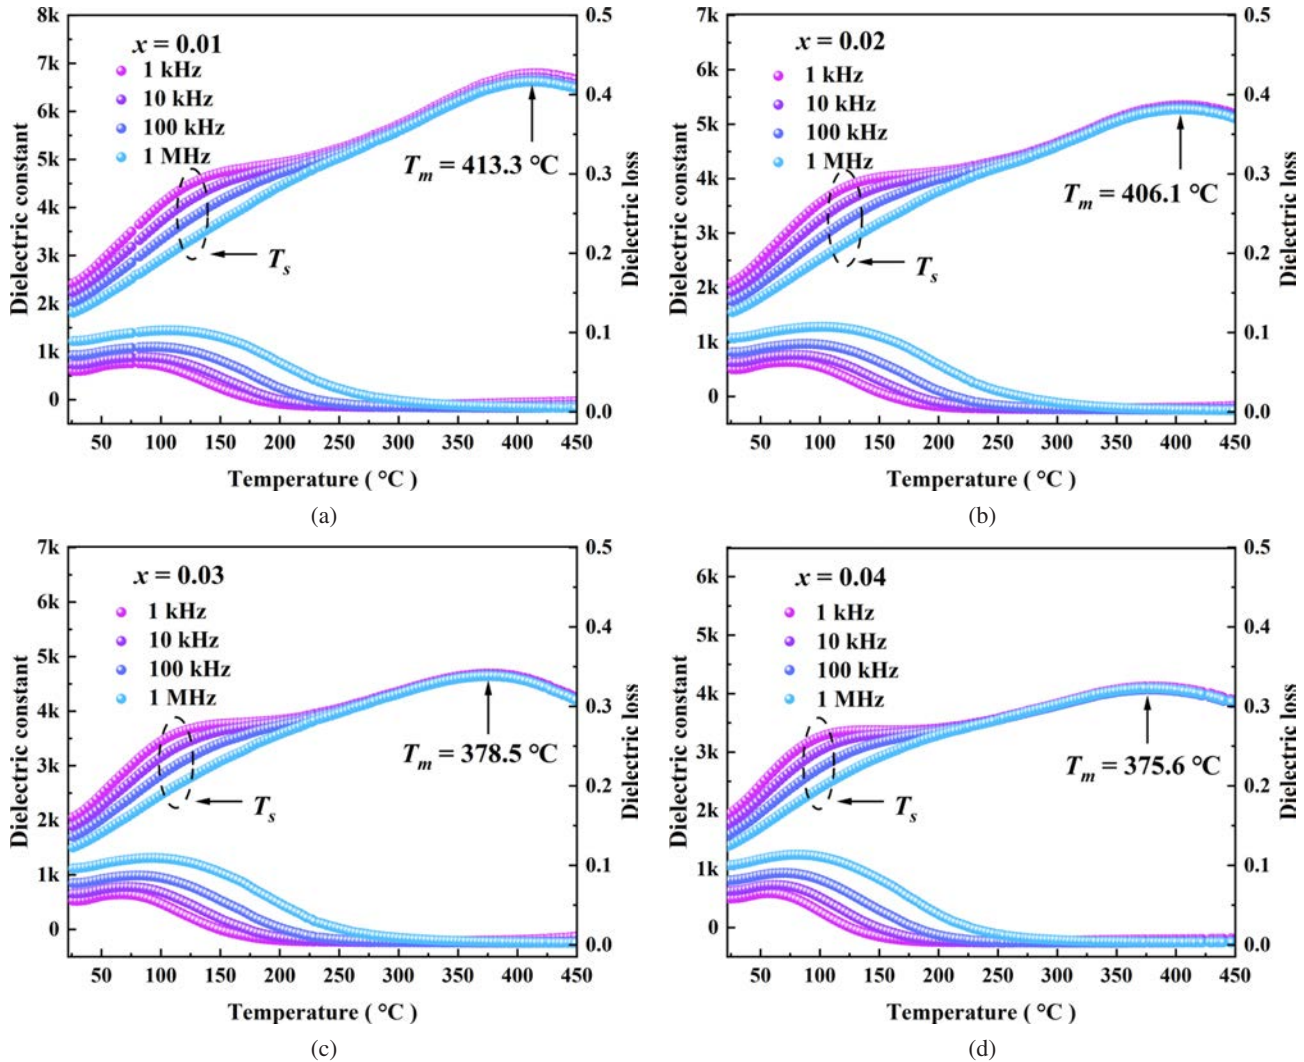 x = 0.01
1 kHz
10 kHz
100 kHz
1 MHz
Tm = 413.3 °C
Ts
Dielectric constant
8k
7k
6k
5k
4k
3k
2k
1k
0
Dielectric loss
0.5
0.4
0.3
0.2
0.1
0.0
50 100 150 200 250 300 350 400 450
Temperature ( °C )
(a)
x = 0.02
1 kHz
10 kHz
100 kHz
1 MHz
Tm = 406.1 °C
Ts
Dielectric constant
7k
6k
5k
4k
3k
2k
1k
0
Dielectric loss
0.5
0.4
0.3
0.2
0.1
0.0
50 100 150 200 250 300 350 400 450
Temperature ( °C )
(b)
x = 0.03
1 kHz
10 kHz
100 kHz
1 MHz
Tm = 378.5 °C
Ts
Dielectric constant
7k
6k
5k
4k
3k
2k
1k
0
Dielectric loss
0.5
0.4
0.3
0.2
0.1
0.0
50 100 150 200 250 300 350 400 450
Temperature ( °C )
(c)
x = 0.04
1 kHz
10 kHz
100 kHz
1 MHz
Tm = 375.6 °C
Ts
Dielectric constant
6k
5k
4k
3k
2k
1k
0
Dielectric loss
0.5
0.4
0.3
0.2
0.1
0.0
50 100 150 200 250 300 350 400 450
Temperature ( °C )
(d)